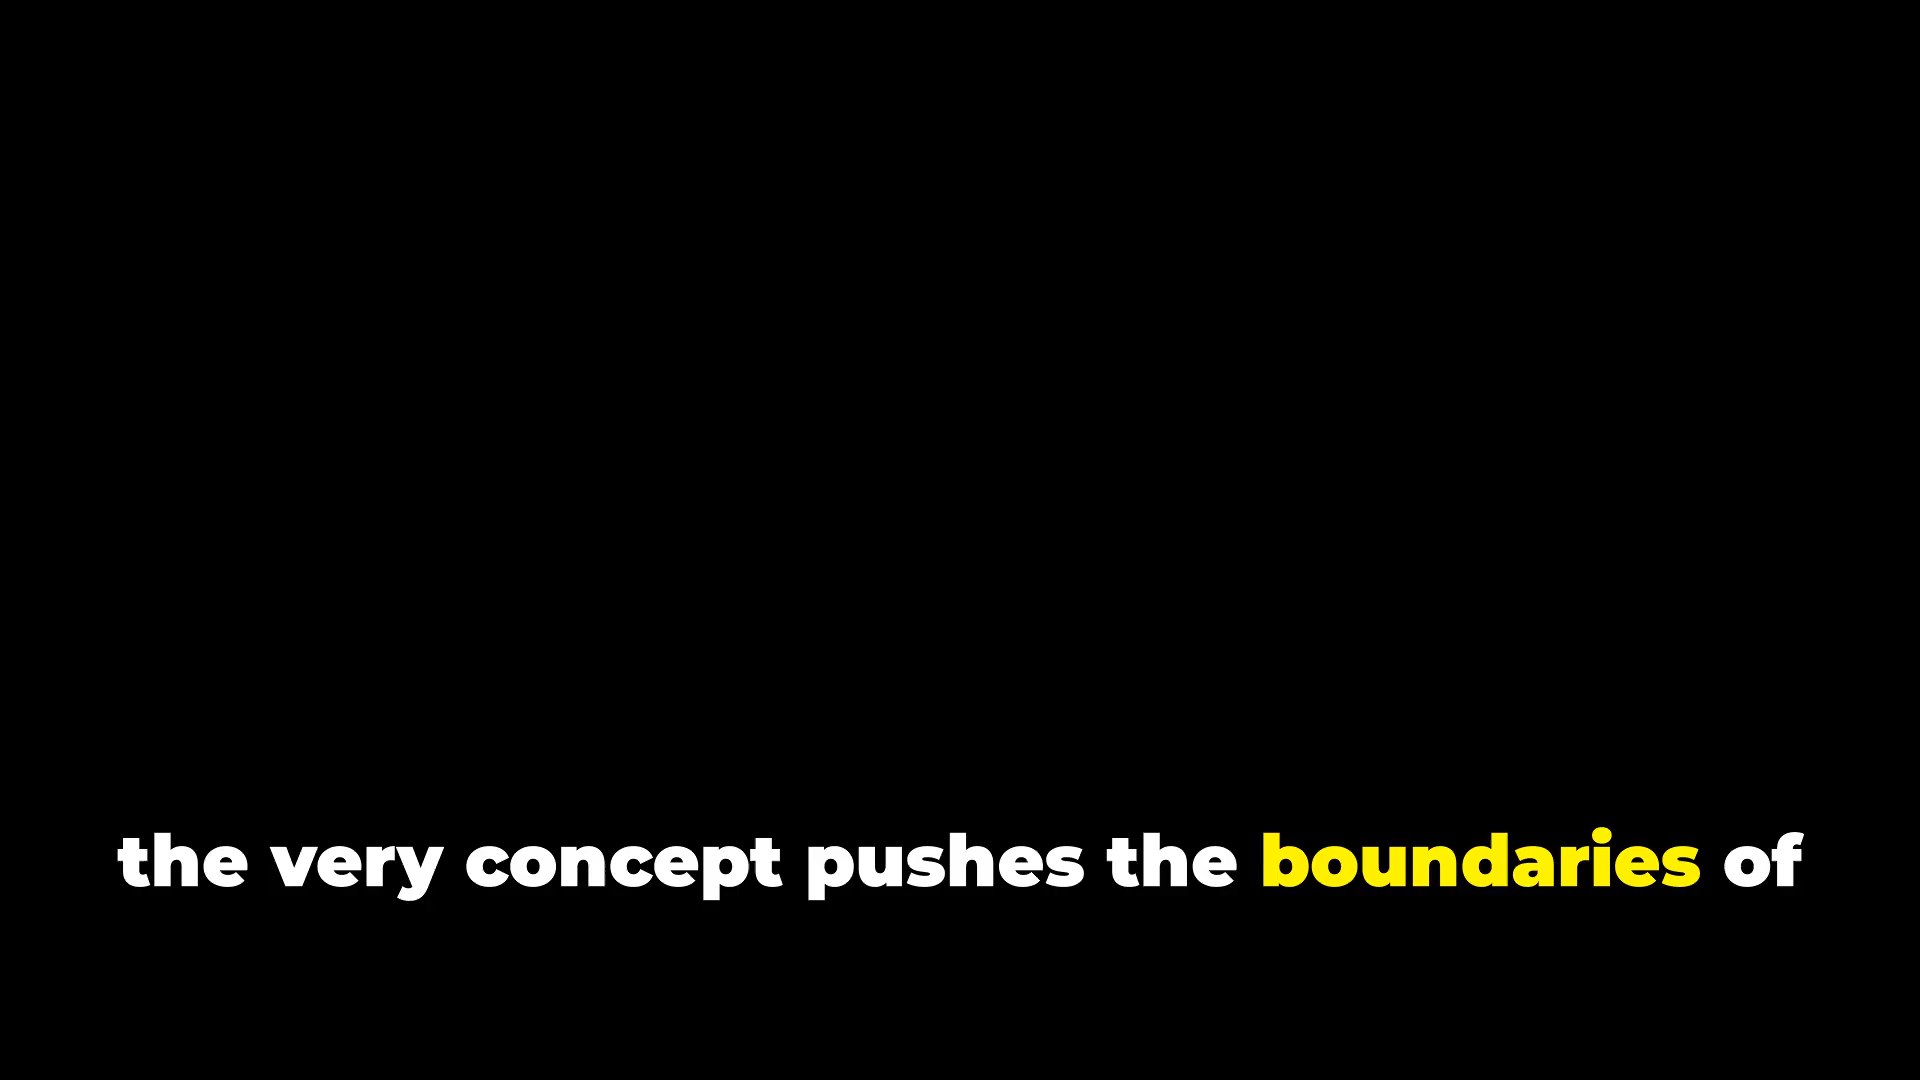 the very concept pushes the boundaries of